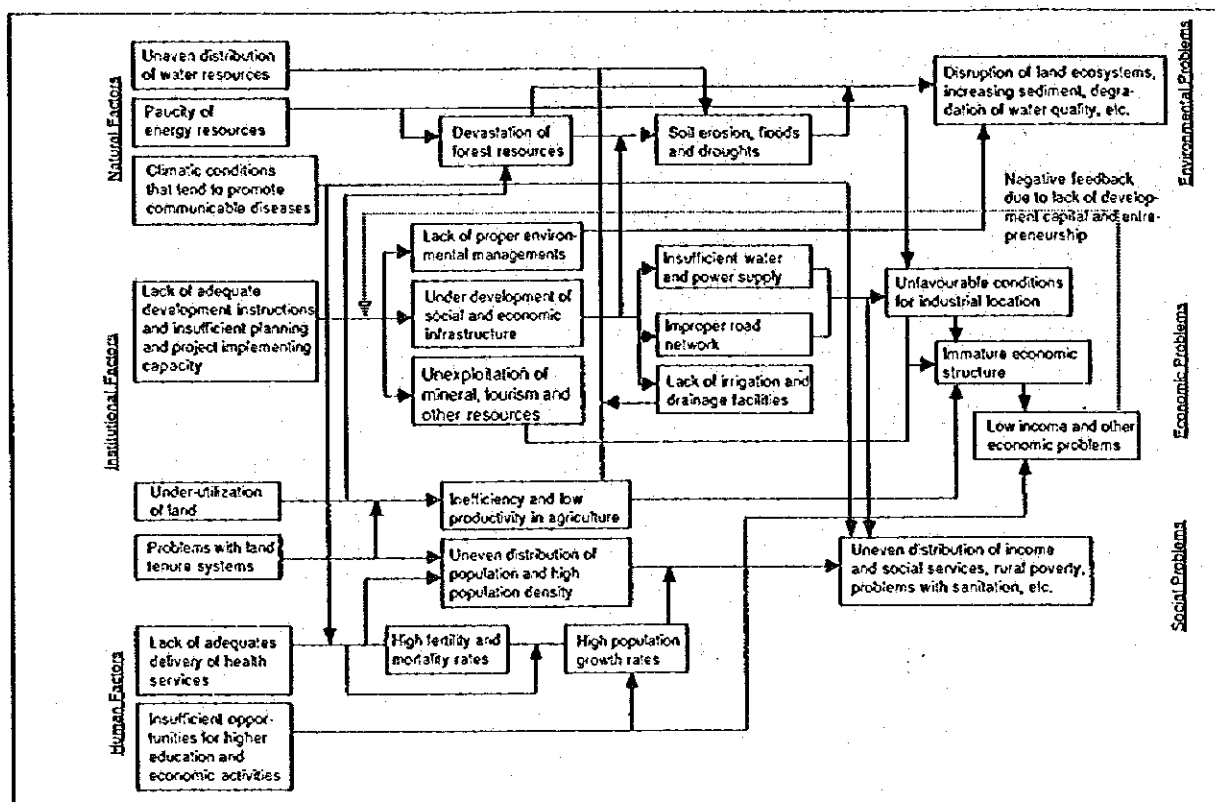 Natural Factors
Uneven distribution
of water resources
Paucity of
energy resources
Climatic conditions
that tend to promote
communicable diseases
Devastation of
forest resources
Soil erosion, floods
and droughts
Disruption of land ecosystems,
increasing sediment, degra-
dation of water quality, etc.
Environmental Problems
Negative feedback
due to lack of develop-
ment capital and entre-
preneurship
Institutional Factors
Lack of adequate
development instructions
and insufficient planning
and project implementing
capacity
Lack of proper environ-
mental managements
Under development of
social and economic
infrastructure
Unexploitation of
mineral, tourism and
other resources
Insufficient water
and power supply
Improper road
network
Lack of irrigation and
drainage facilities
Unfavourable conditions
for industrial location
Immature economic
structure
Low income and other
economic problems
Economic Problems
Under-utilization
of land
Problems with land
tenure systems
Inefficiency and low
productivity in agriculture
Uneven distribution of
population and high
population density
Uneven distribution of income
and social services, rural poverty,
problems with sanitation, etc.
Social Problems
Human Factors
Lack of adequates
delivery of health
services
High fertility and
mortality rates
High population
growth rates
Insufficient oppor-
tunities for higher
education and
economic activities